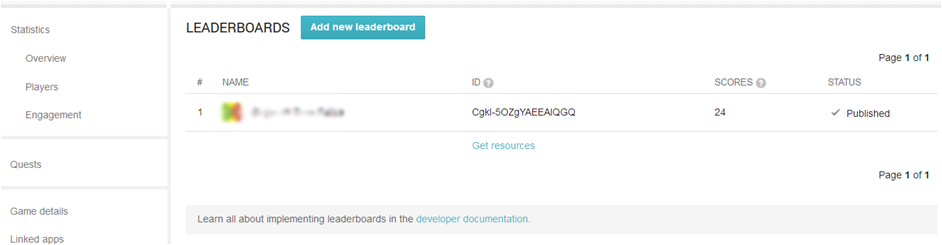 Statistics
Overview
Players
Engagement
Quests
Game details
Linked apps
LEADERBOARDS Add new leaderboard
Page 1 of 1
# NAME ID ? SCORES ? STATUS
1 CgkI-5OZgYAEEAIQGQ 24 Published
Get resources
Page 1 of 1
Learn all about implementing leaderboards in the developer documentation.